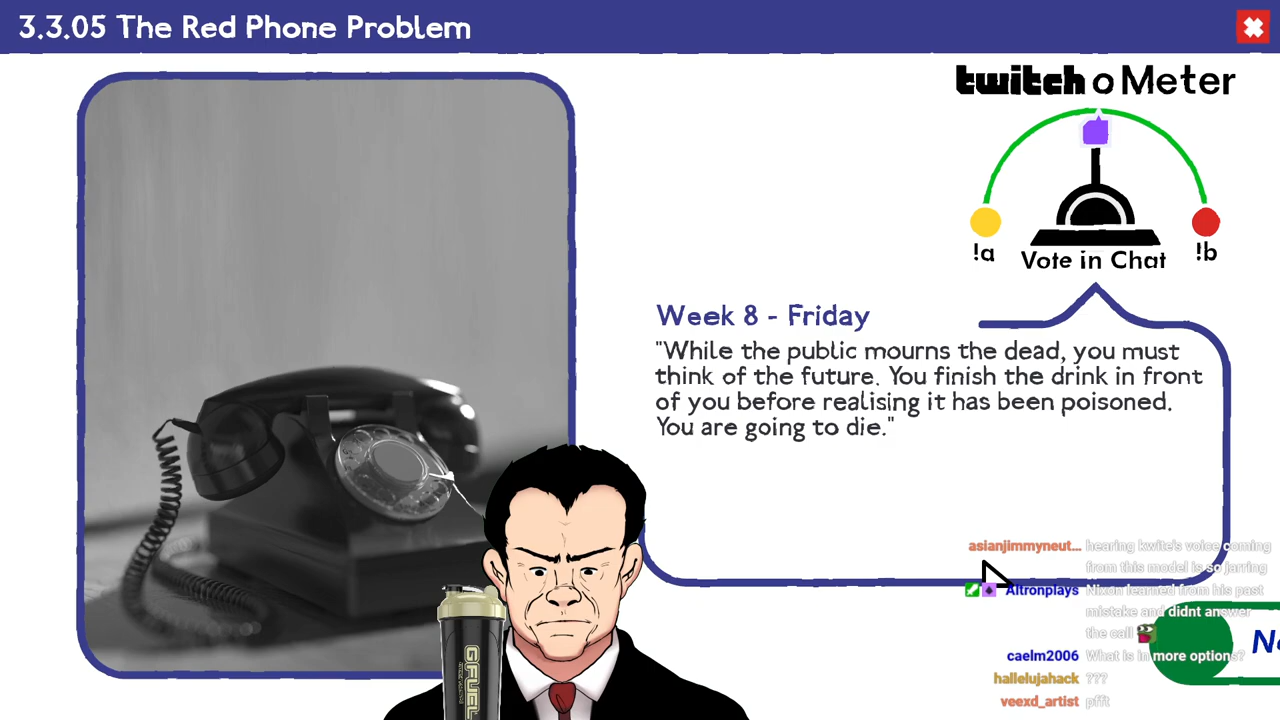 3.3.05 The Red Phone Problem
twitch o Meter
!a
Vote in Chat
!b
Week 8 - Friday
"While the public mourns the dead, you must
think of the future. You finish the drink in front
of you before realising it has been poisoned.
You are going to die."
asianjimmyneut... hearing kwite's voice coming
from this model is so jarring
Altronplays Nixon learned from his past
mistake and didnt answer
the call
caelm2006 What is in more options?
hallelujahack ???
veexd_artist pfft
GFUEL